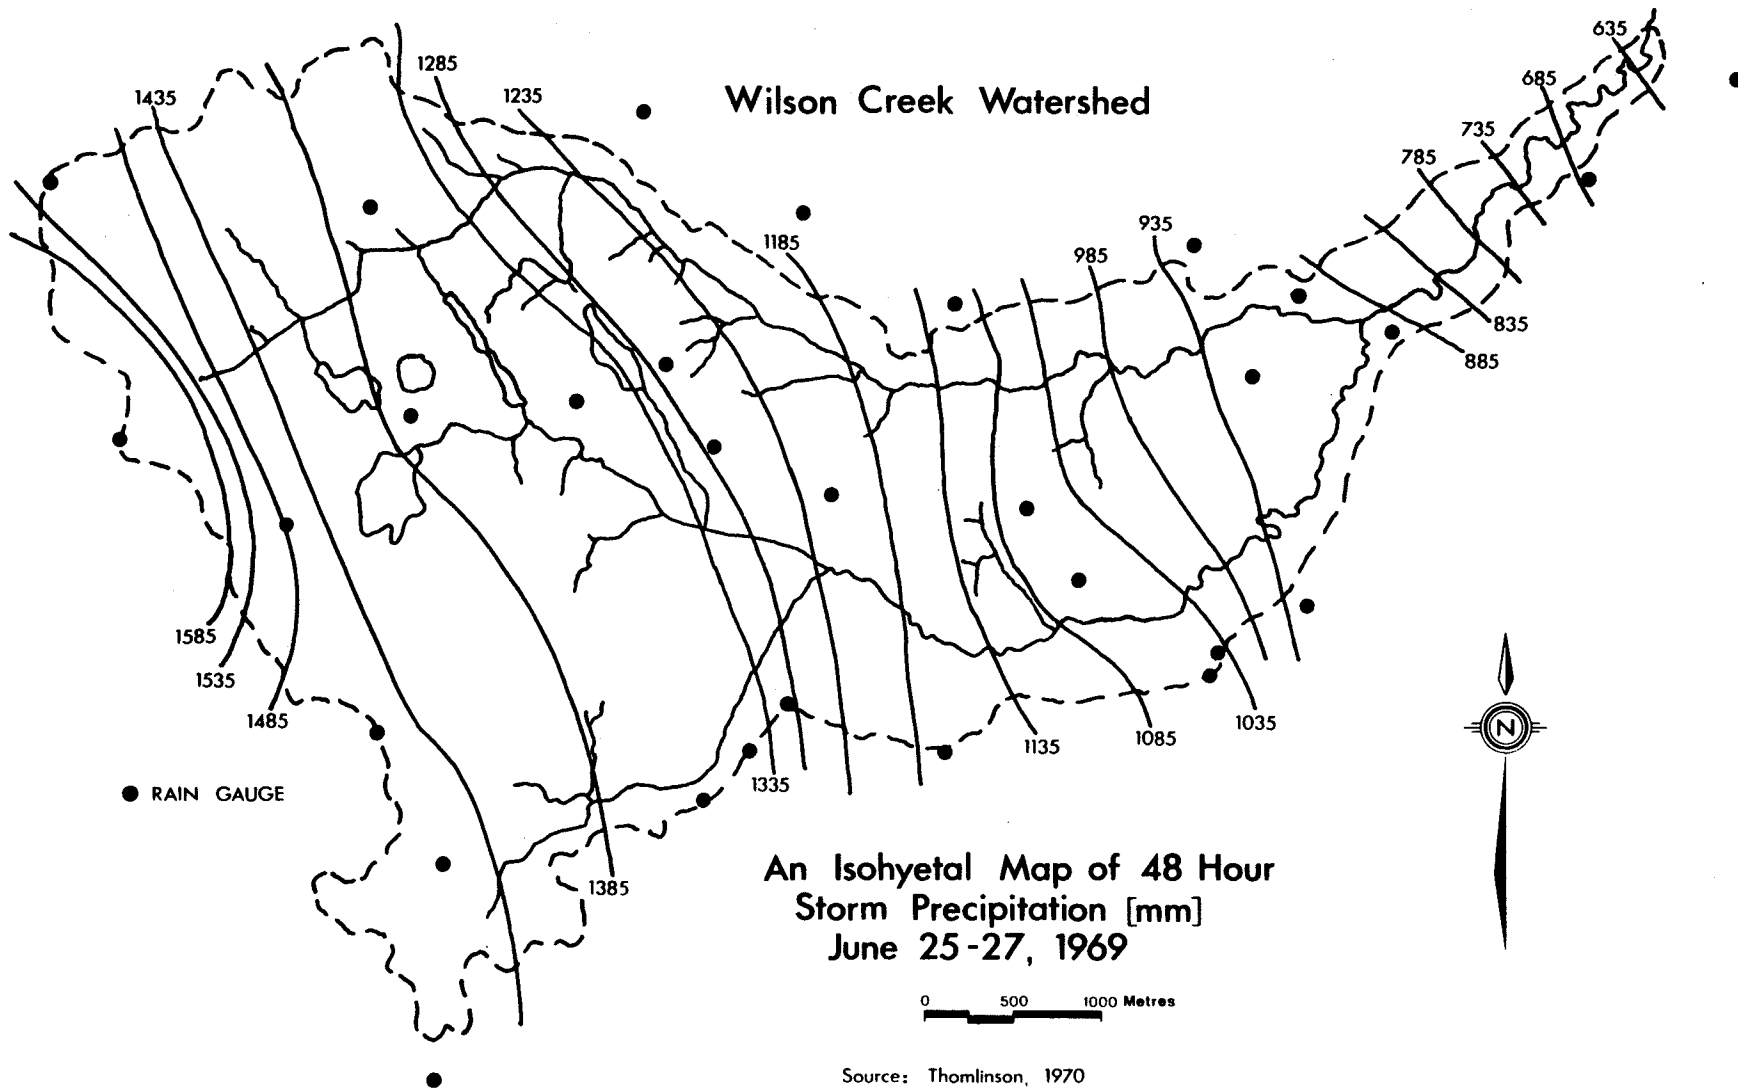 635
1285
685
1435
1235
Wilson Creek Watershed
735
785
935
1185
985
835
885
1585
1535
1485
1035
1135
1085
N
1335
RAIN GAUGE
1385
An Isohyetal Map of 48 Hour
Storm Precipitation [mm]
June 25-27, 1969
0 500 1000 Metres
Source: Thomlinson, 1970